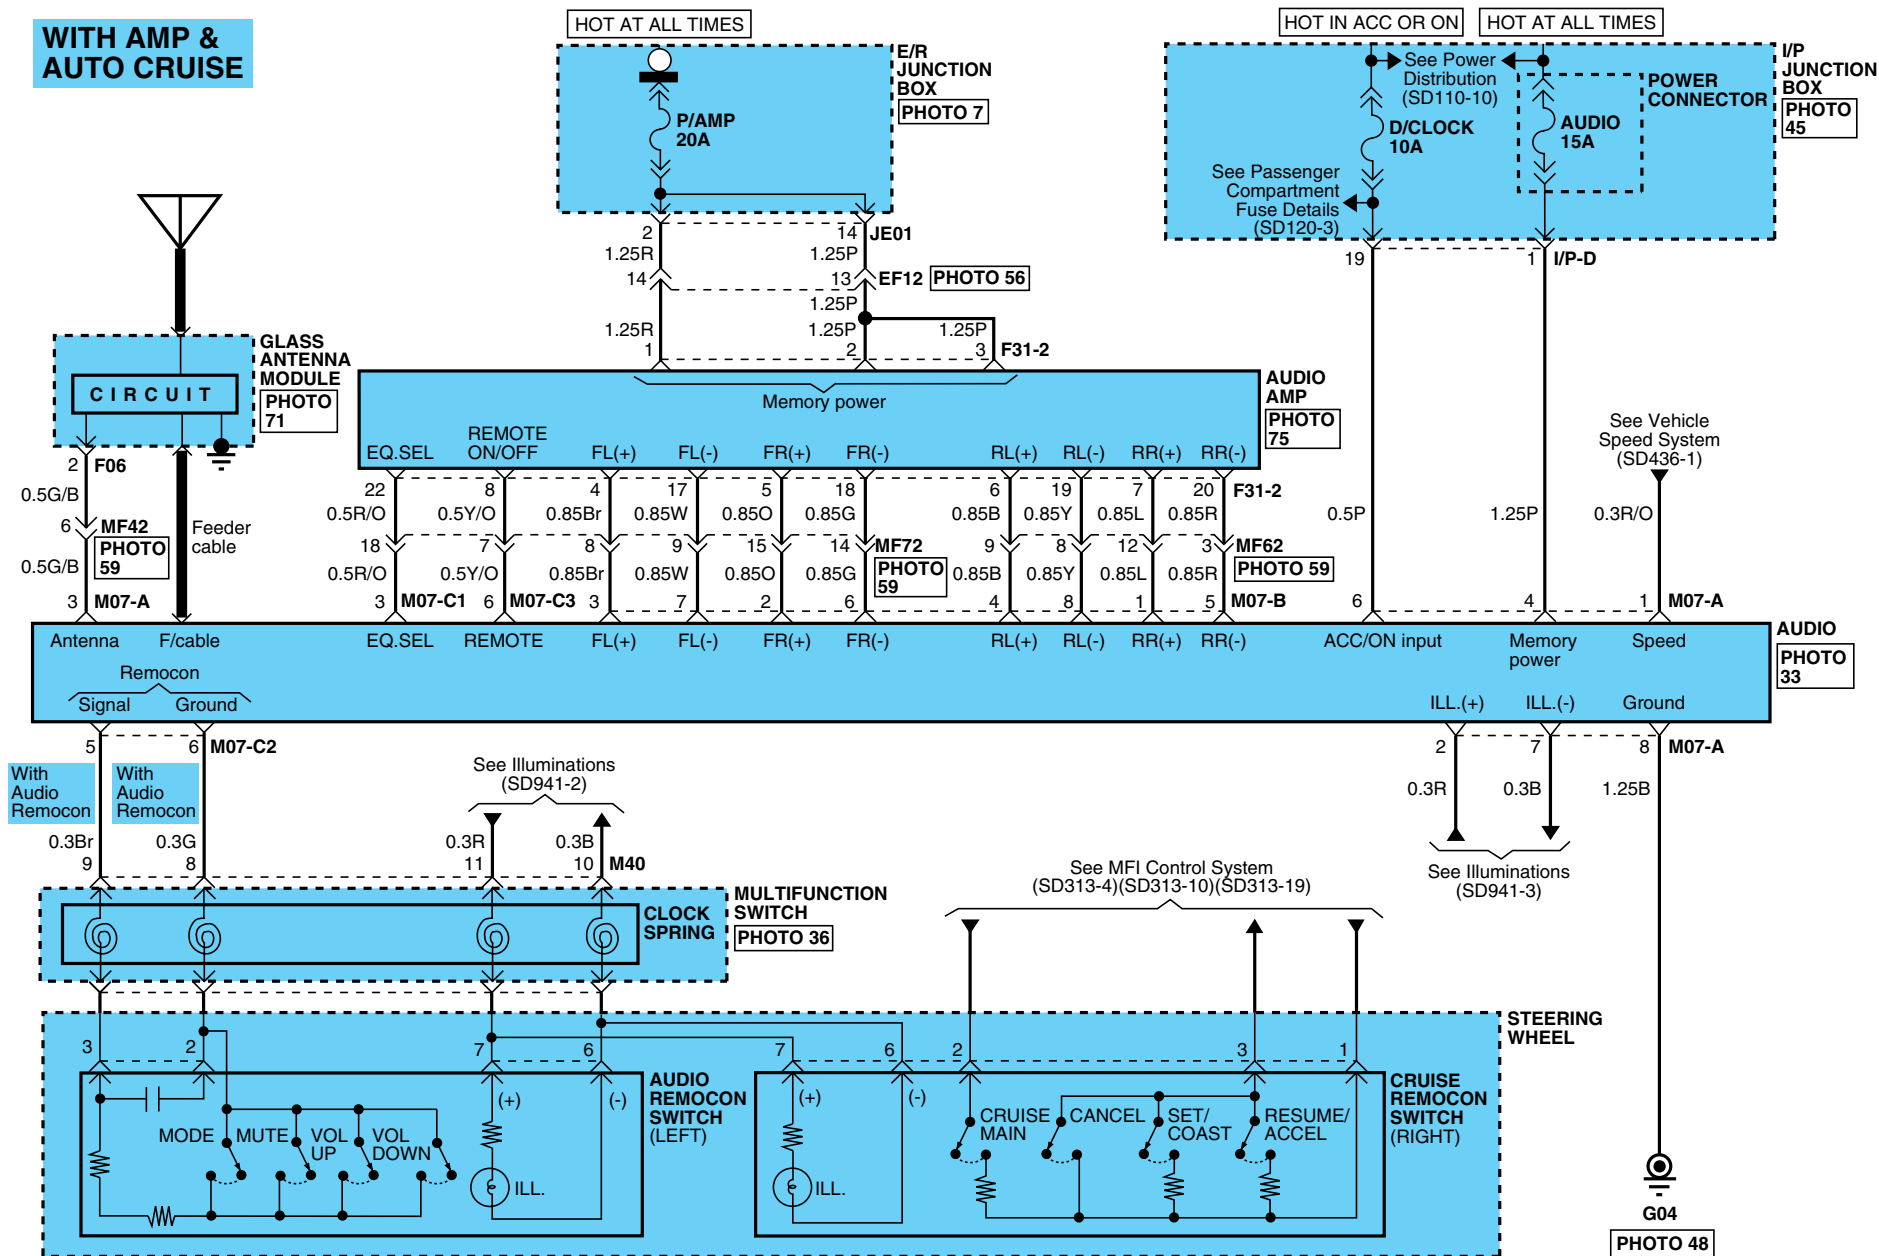 WITH AMP &
AUTO CRUISE
HOT AT ALL TIMES
HOT IN ACC OR ON
HOT AT ALL TIMES
E/R
JUNCTION
BOX
PHOTO 7
P/AMP
20A
See Power
Distribution
(SD110-10)
POWER
CONNECTOR
I/P
JUNCTION
BOX
PHOTO
45
D/CLOCK
10A
AUDIO
15A
See Passenger
Compartment
Fuse Details
(SD120-3)
2 14 JE01
1.25R 1.25P
14 13 EF12 PHOTO 56
1.25P
1.25R 1.25P 1.25P
1 2 3 F31-2
19 1 I/P-D
GLASS
ANTENNA
MODULE
PHOTO
71
CIRCUIT
Memory power
AUDIO
AMP
PHOTO
75
EQ.SEL REMOTE
ON/OFF FL(+) FL(-) FR(+) FR(-) RL(+) RL(-) RR(+) RR(-)
See Vehicle
Speed System
(SD436-1)
2 F06
22 8 4 17 5 18 6 19 7 20 F31-2
0.5G/B
0.5R/O 0.5Y/O 0.85Br 0.85W 0.85O 0.85G 0.85B 0.85Y 0.85L 0.85R 0.5P 1.25P 0.3R/O
6 MF42
PHOTO
59
Feeder
cable
18 7 8 9 15 14 MF72 9 8 12 3 MF62
PHOTO
59
PHOTO 59
0.5G/B
0.5R/O 0.5Y/O 0.85Br 0.85W 0.85O 0.85G 0.85B 0.85Y 0.85L 0.85R
3 M07-A 3 M07-C1 6 M07-C3 3 7 2 6 4 8 1 5 M07-B 6 4 1 M07-A
Antenna F/cable EQ.SEL REMOTE FL(+) FL(-) FR(+) FR(-) RL(+) RL(-) RR(+) RR(-) ACC/ON input Memory
power Speed
AUDIO
PHOTO
33
Remocon
Signal Ground
ILL.(+) ILL.(-) Ground
5 6 M07-C2
2 7 8 M07-A
With
Audio
Remocon
With
Audio
Remocon
See Illuminations
(SD941-2)
0.3R 0.3B 1.25B
0.3Br 0.3G 0.3R 0.3B
9 8 11 10 M40
See MFI Control System
(SD313-4)(SD313-10)(SD313-19)
See Illuminations
(SD941-3)
MULTIFUNCTION
SWITCH
PHOTO 36
CLOCK
SPRING
STEERING
WHEEL
3 2 7 6 7 6 2 3 1
AUDIO
REMOCON
SWITCH
(LEFT)
(+) (-)
MODE MUTE VOL
UP VOL
DOWN
ILL.
(+) (-)
ILL.
CRUISE
MAIN
CANCEL
SET/
COAST
RESUME/
ACCEL
CRUISE
REMOCON
SWITCH
(RIGHT)
G04
PHOTO 48